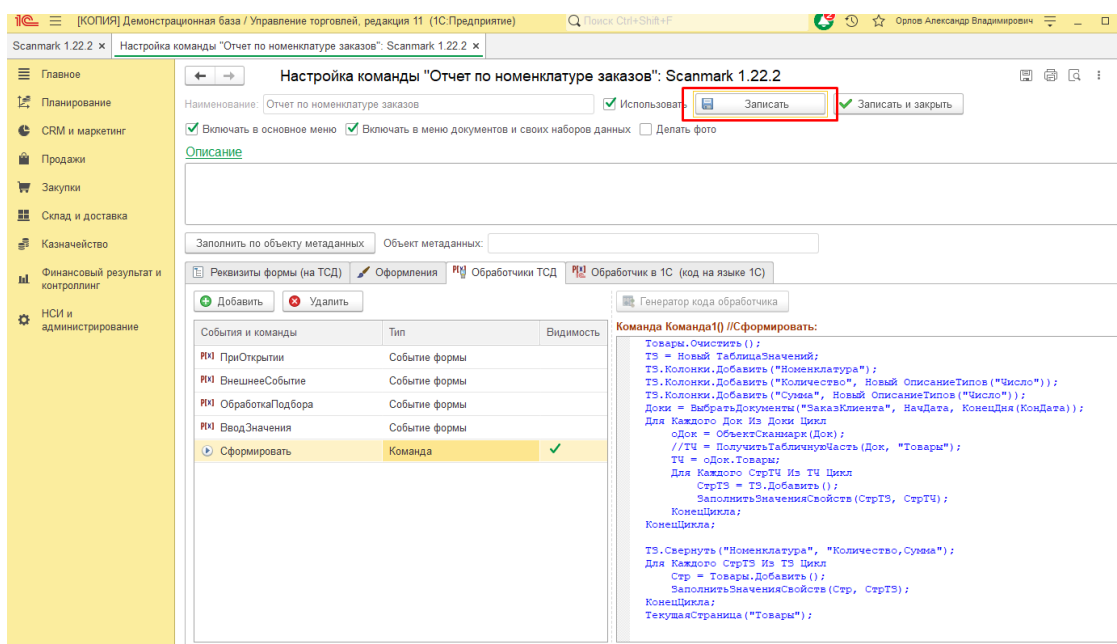 1С [КОПИЯ] Демонстрационная база / Управление торговлей, редакция 11 (1С:Предприятие) Поиск Ctrl+Shift+F 2 Орлов Александр Владимирович
Scanmark 1.22.2 × Настройка команды "Отчет по номенклатуре заказов": Scanmark 1.22.2 ×
Главное
Планирование
CRM и маркетинг
Продажи
Закупки
Склад и доставка
Казначейство
Финансовый результат и
контроллинг
НСИ и
администрирование
Настройка команды "Отчет по номенклатуре заказов": Scanmark 1.22.2
Наименование: Отчет по номенклатуре заказов Использовать Записать Записать и закрыть
Включать в основное меню Включать в меню документов и своих наборов данных Делать фото
Описание
Заполнить по объекту метаданных Объект метаданных:
Реквизиты формы (на ТСД) Оформления Обработчики ТСД Обработчик в 1С (код на языке 1С)
Добавить Удалить
События и команды Тип Видимость
P[x] ПриОткрытии Событие формы
P[x] ВнешнееСобытие Событие формы
P[x] ОбработкаПодбора Событие формы
P[x] ВводЗначения Событие формы
Сформировать Команда
Генератор кода обработчика
Команда Команда1() //Сформировать:
Товары.Очистить();
ТЗ = Новый ТаблицаЗначений;
ТЗ.Колонки.Добавить("Номенклатура");
ТЗ.Колонки.Добавить("Количество", Новый ОписаниеТипов("Число"));
ТЗ.Колонки.Добавить("Сумма", Новый ОписаниеТипов("Число"));
Доки = ВыбратьДокументы("ЗаказКлиента", НачДата, КонецДня(КонДата));
Для Каждого Док Из Доки Цикл
оДок = ОбъектСканмарк(Док);
//ТЧ = ПолучитьТабличнуюЧасть(Док, "Товары");
ТЧ = оДок.Товары;
Для Каждого СтрТЧ Из ТЧ Цикл
СтрТЗ = ТЗ.Добавить();
ЗаполнитьЗначенияСвойств(СтрТЗ, СтрТЧ);
КонецЦикла;
КонецЦикла;
ТЗ.Свернуть("Номенклатура", "Количество,Сумма");
Для Каждого СтрТЗ Из ТЗ Цикл
Стр = Товары.Добавить();
ЗаполнитьЗначенияСвойств(Стр, СтрТЗ);
КонецЦикла;
ТекущаяСтраница("Товары");